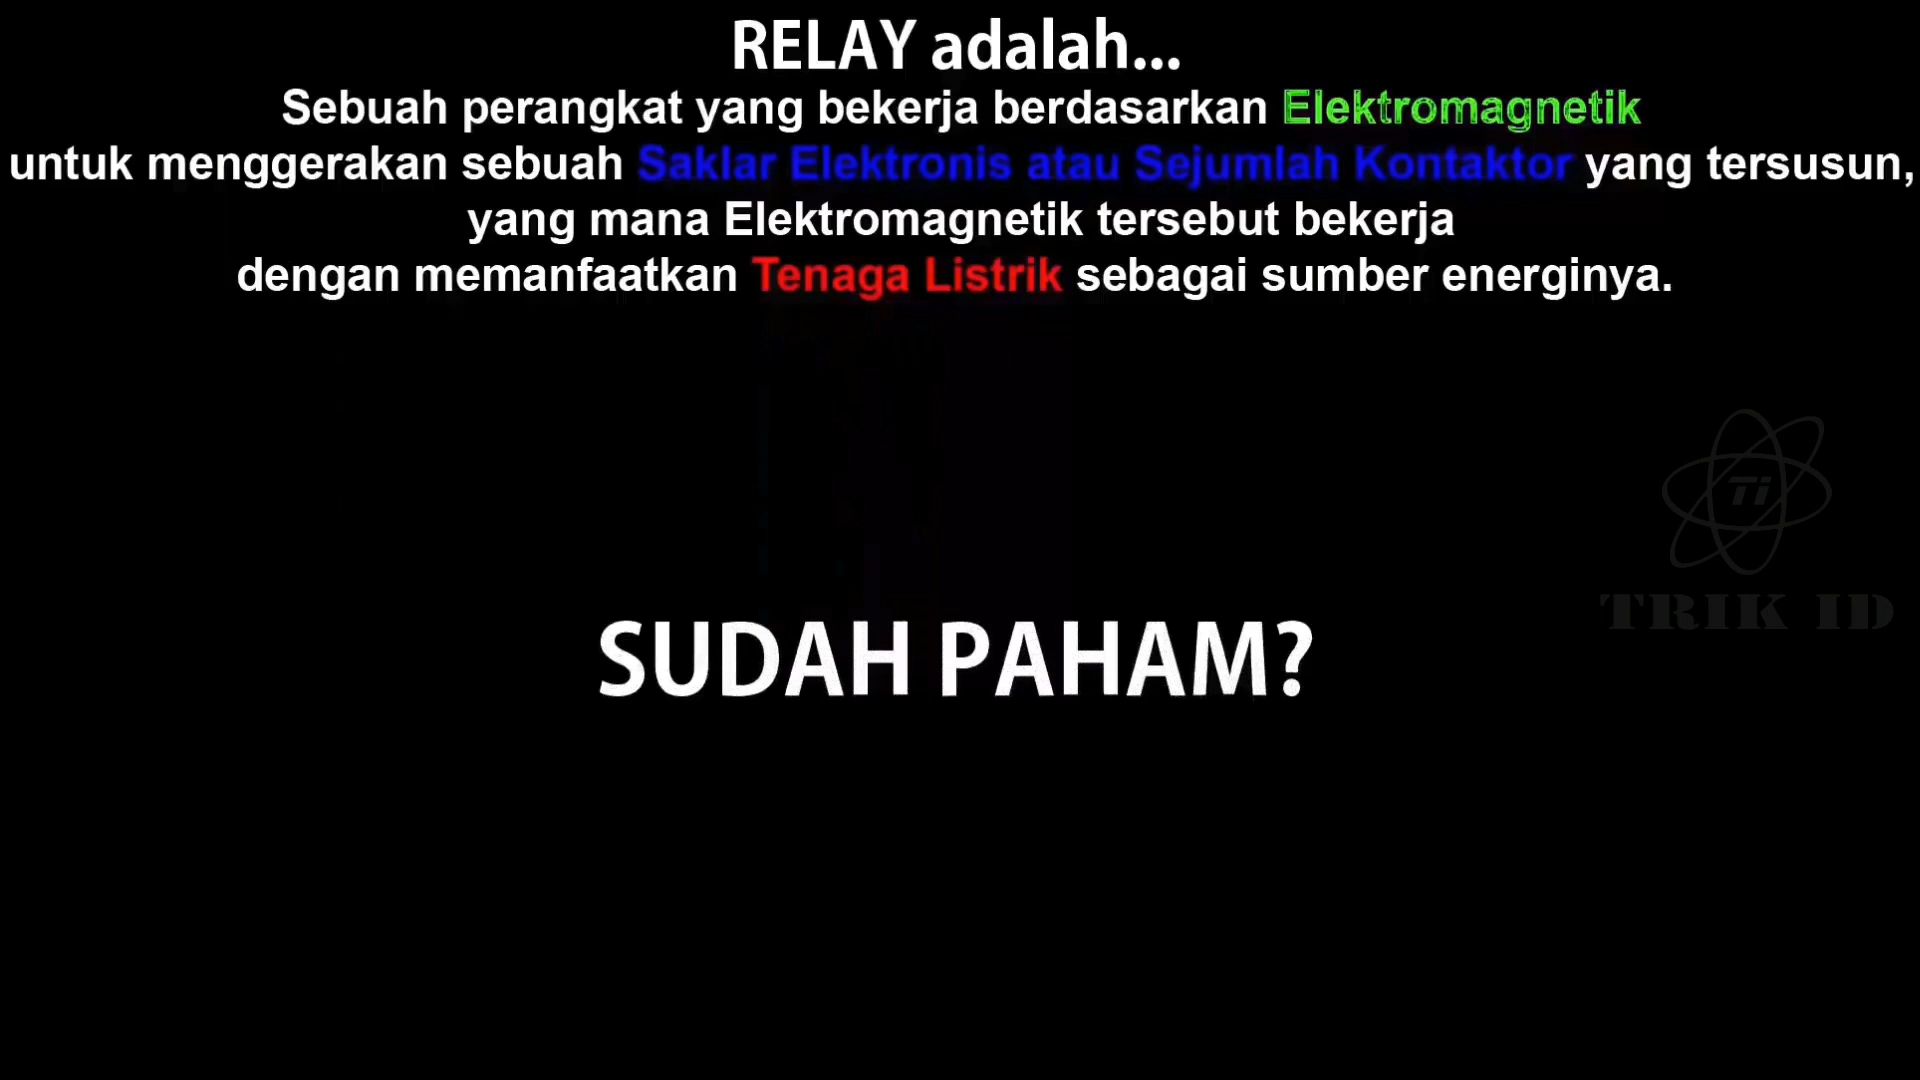 RELAY adalah...
Sebuah perangkat yang bekerja berdasarkan Elektromagnetik
untuk menggerakan sebuah Saklar Elektronis atau Sejumlah Kontaktor yang tersusun,
yang mana Elektromagnetik tersebut bekerja
dengan memanfaatkan Tenaga Listrik sebagai sumber energinya.
Ti
TRIK ID
SUDAH PAHAM?